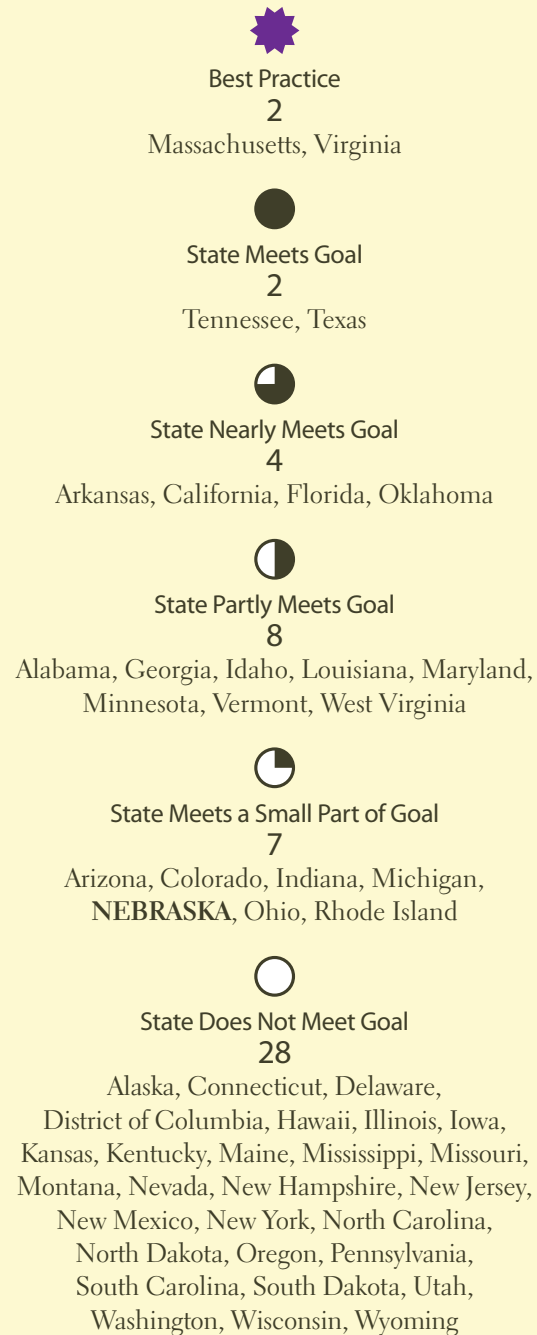 Best Practice
2
Massachusetts, Virginia
State Meets Goal
2
Tennessee, Texas
State Nearly Meets Goal
4
Arkansas, California, Florida, Oklahoma
State Partly Meets Goal
8
Alabama, Georgia, Idaho, Louisiana, Maryland,
Minnesota, Vermont, West Virginia
State Meets a Small Part of Goal
7
Arizona, Colorado, Indiana, Michigan,
NEBRASKA, Ohio, Rhode Island
State Does Not Meet Goal
28
Alaska, Connecticut, Delaware,
District of Columbia, Hawaii, Illinois, Iowa,
Kansas, Kentucky, Maine, Mississippi, Missouri,
Montana, Nevada, New Hampshire, New Jersey,
New Mexico, New York, North Carolina,
North Dakota, Oregon, Pennsylvania,
South Carolina, South Dakota, Utah,
Washington, Wisconsin, Wyoming